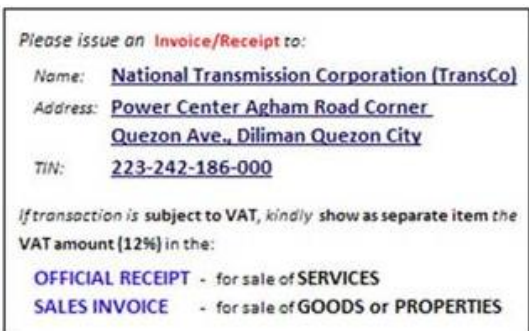 Please issue an Invoice/Receipt to:
Name: National Transmission Corporation (TransCo)
Address: Power Center Agham Road Corner
Quezon Ave., Diliman Quezon City
TIN: 223-242-186-000
If transaction is subject to VAT, kindly show as separate item the
VAT amount (12%) in the:
OFFICIAL RECEIPT - for sale of SERVICES
SALES INVOICE - for sale of GOODS or PROPERTIES